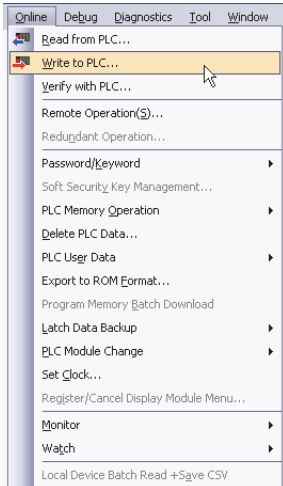 Online Debug Diagnostics Tool Window
Read from PLC...
Write to PLC...
Verify with PLC...
Remote Operation(S)...
Redundant Operation...
Password/Keyword
Soft Security Key Management...
PLC Memory Operation
Delete PLC Data...
PLC User Data
Export to ROM Format...
Program Memory Batch Download
Latch Data Backup
PLC Module Change
Set Clock...
Register/Cancel Display Module Menu...
Monitor
Watch
Local Device Batch Read +Save CSV